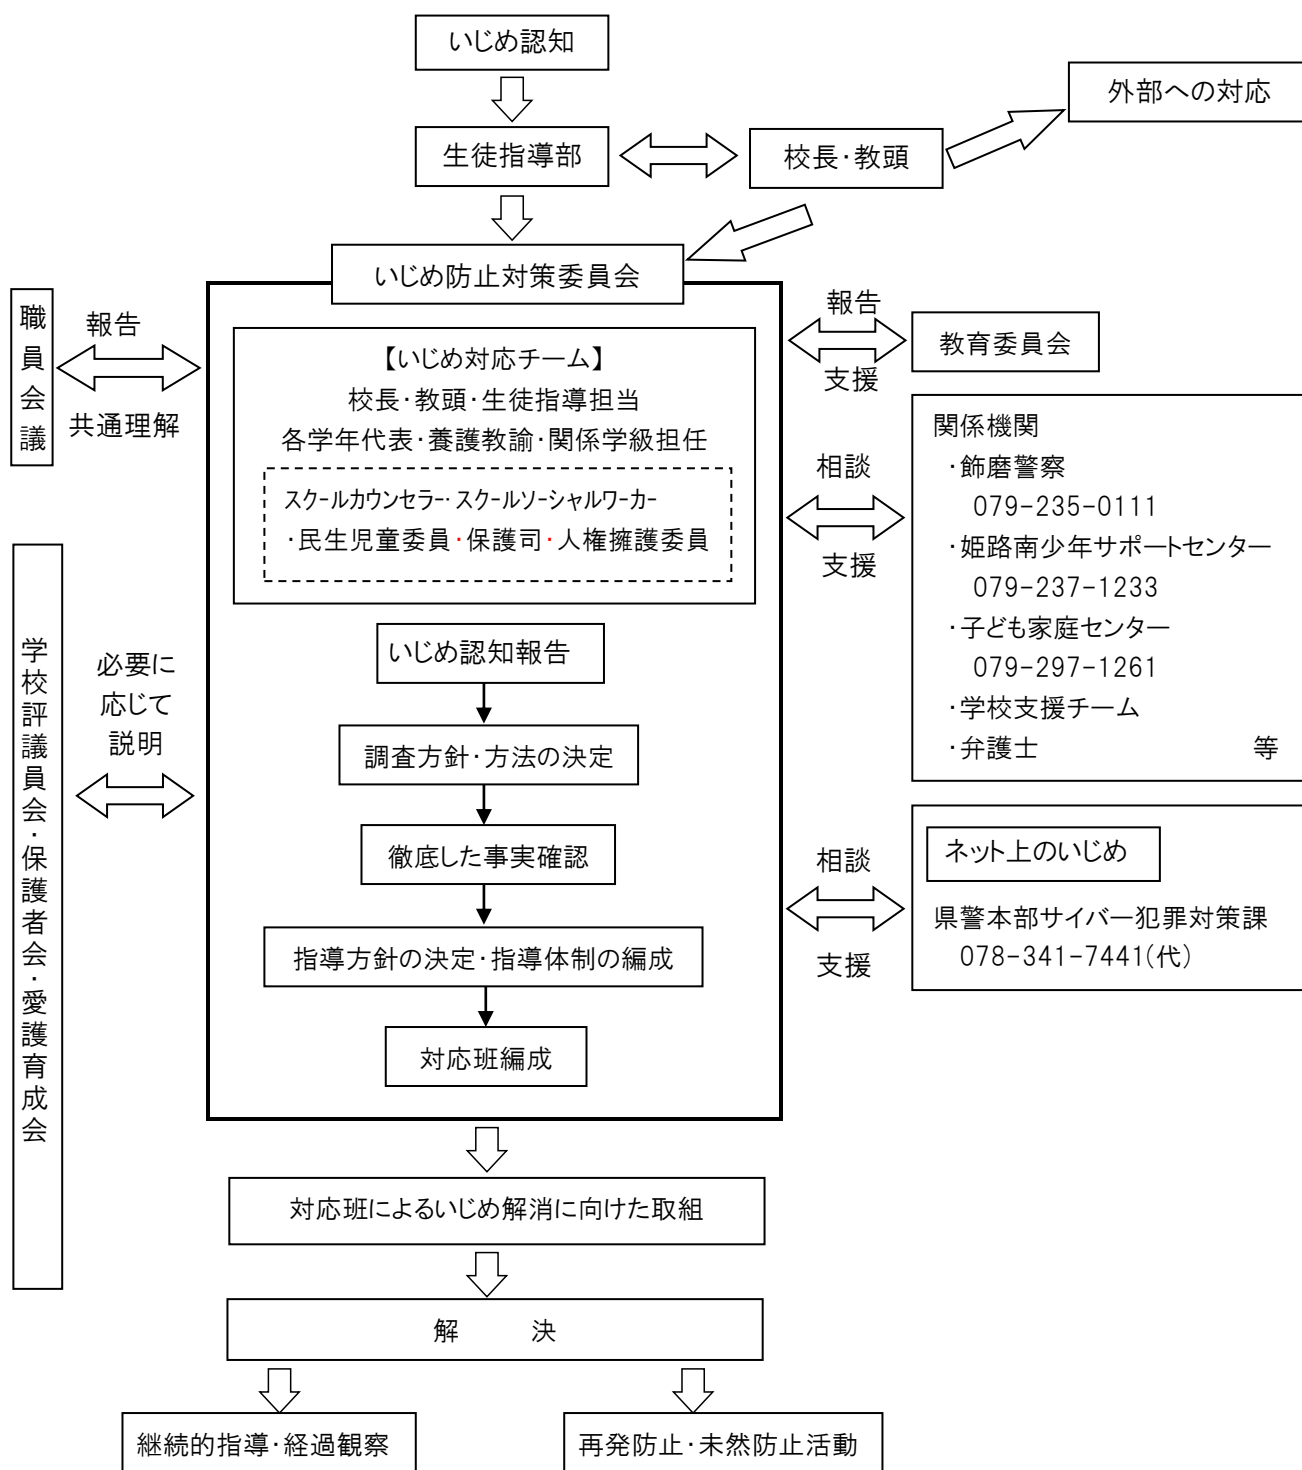 いじめ認知
外部への対応
生徒指導部
校長・教頭
いじめ防止対策委員会
職員会議
報告
共通理解
【いじめ対応チーム】
校長・教頭・生徒指導担当
各学年代表・養護教諭・関係学級担任
スクールカウンセラー・スクールソーシャルワーカー
・民生児童委員・保護司・人権擁護委員
報告
支援
教育委員会
相談
支援
関係機関
・飾磨警察
079-235-0111
・姫路南少年サポートセンター
079-237-1233
・子ども家庭センター
079-297-1261
・学校支援チーム
・弁護士 等
学校評議員会・保護者会・愛護育成会
必要に
応じて
説明
いじめ認知報告
調査方針・方法の決定
徹底した事実確認
指導方針の決定・指導体制の編成
対応班編成
相談
支援
ネット上のいじめ
県警本部サイバー犯罪対策課
078-341-7441(代)
対応班によるいじめ解消に向けた取組
解 決
継続的指導・経過観察
再発防止・未然防止活動